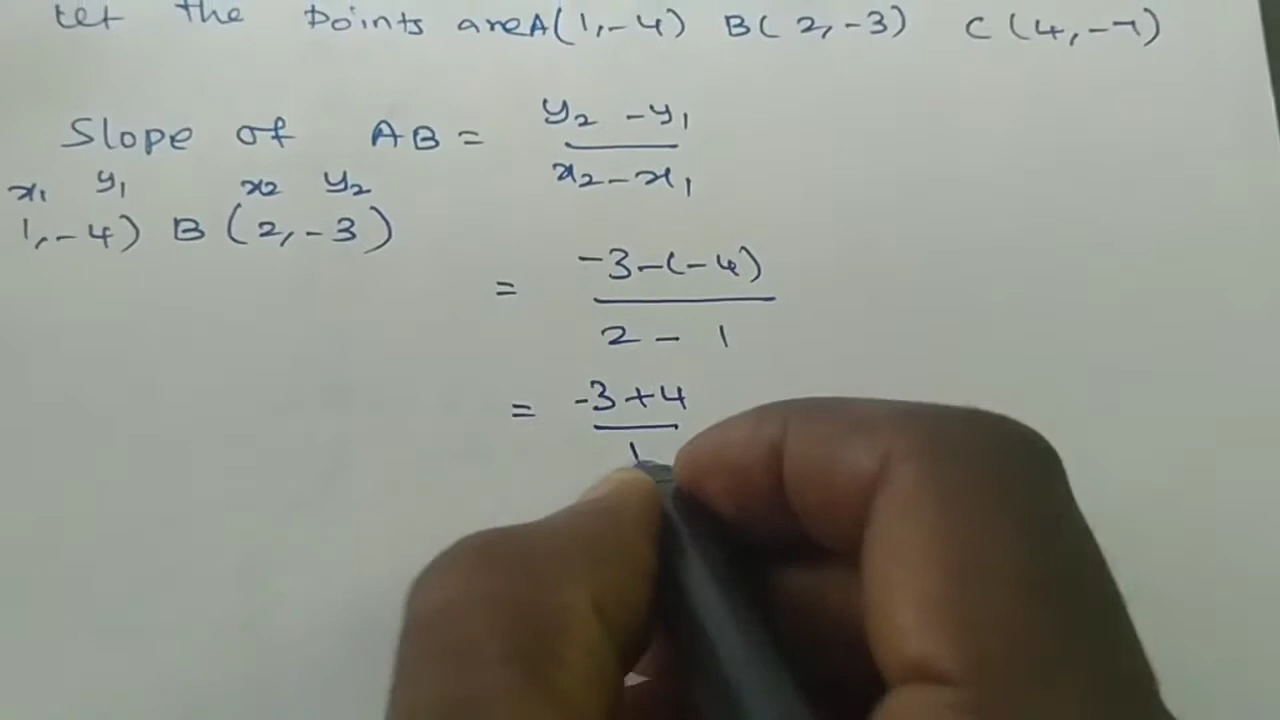 Let the points are A(1,-4) B(2,-3) C(4,-7)
Slope of AB = y₂ - y₁ / x₂ - x₁
x₁ y₁ x₂ y₂
1,-4) B (2,-3)
= -3-(-4) / 2 - 1
= -3+4 / 1